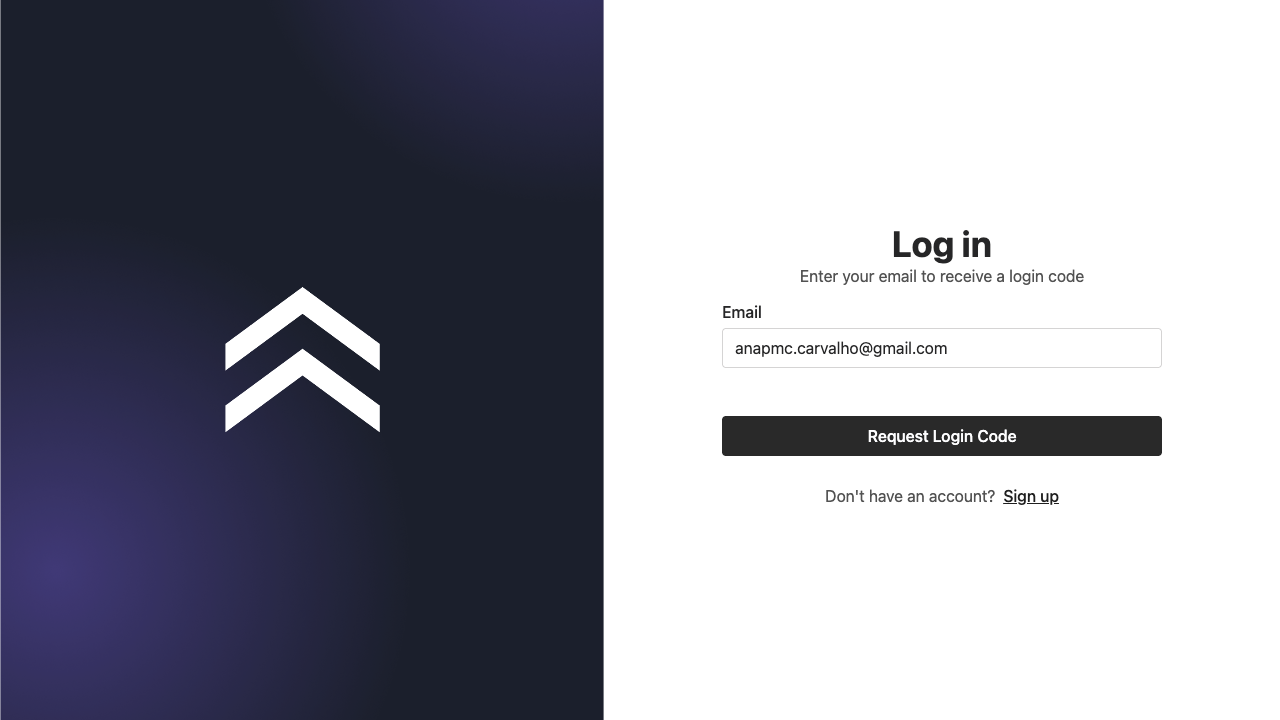 Log in
Enter your email to receive a login code
Email
anapmc.carvalho@gmail.com
Request Login Code
Don't have an account? Sign up